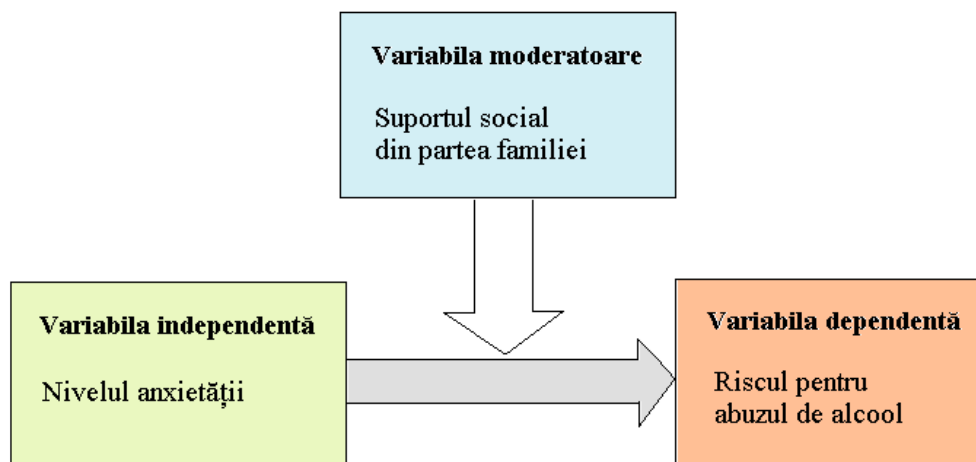 Variabila moderatoare
Suportul social
din partea familiei
Variabila independentă
Nivelul anxietății
Variabila dependentă
Riscul pentru
abuzul de alcool